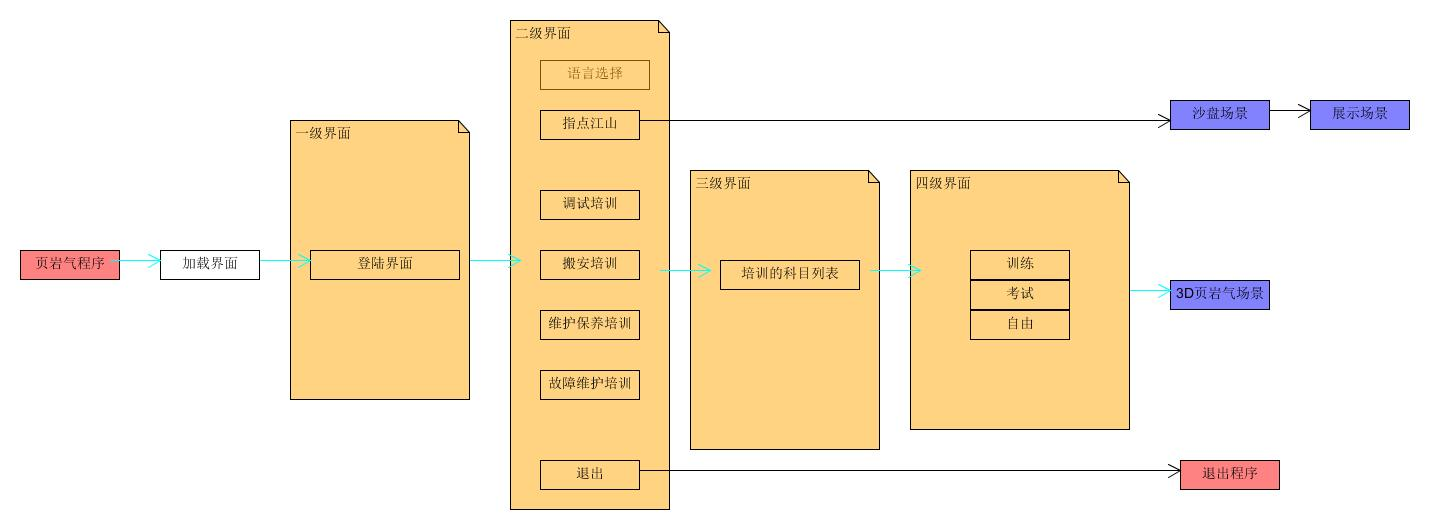 二级界面
语言选择
指点江山
沙盘场景
展示场景
一级界面
三级界面
四级界面
调试培训
页岩气程序
加载界面
登陆界面
搬安培训
培训的科目列表
训练
考试
自由
3D页岩气场景
维护保养培训
故障维护培训
退出
退出程序